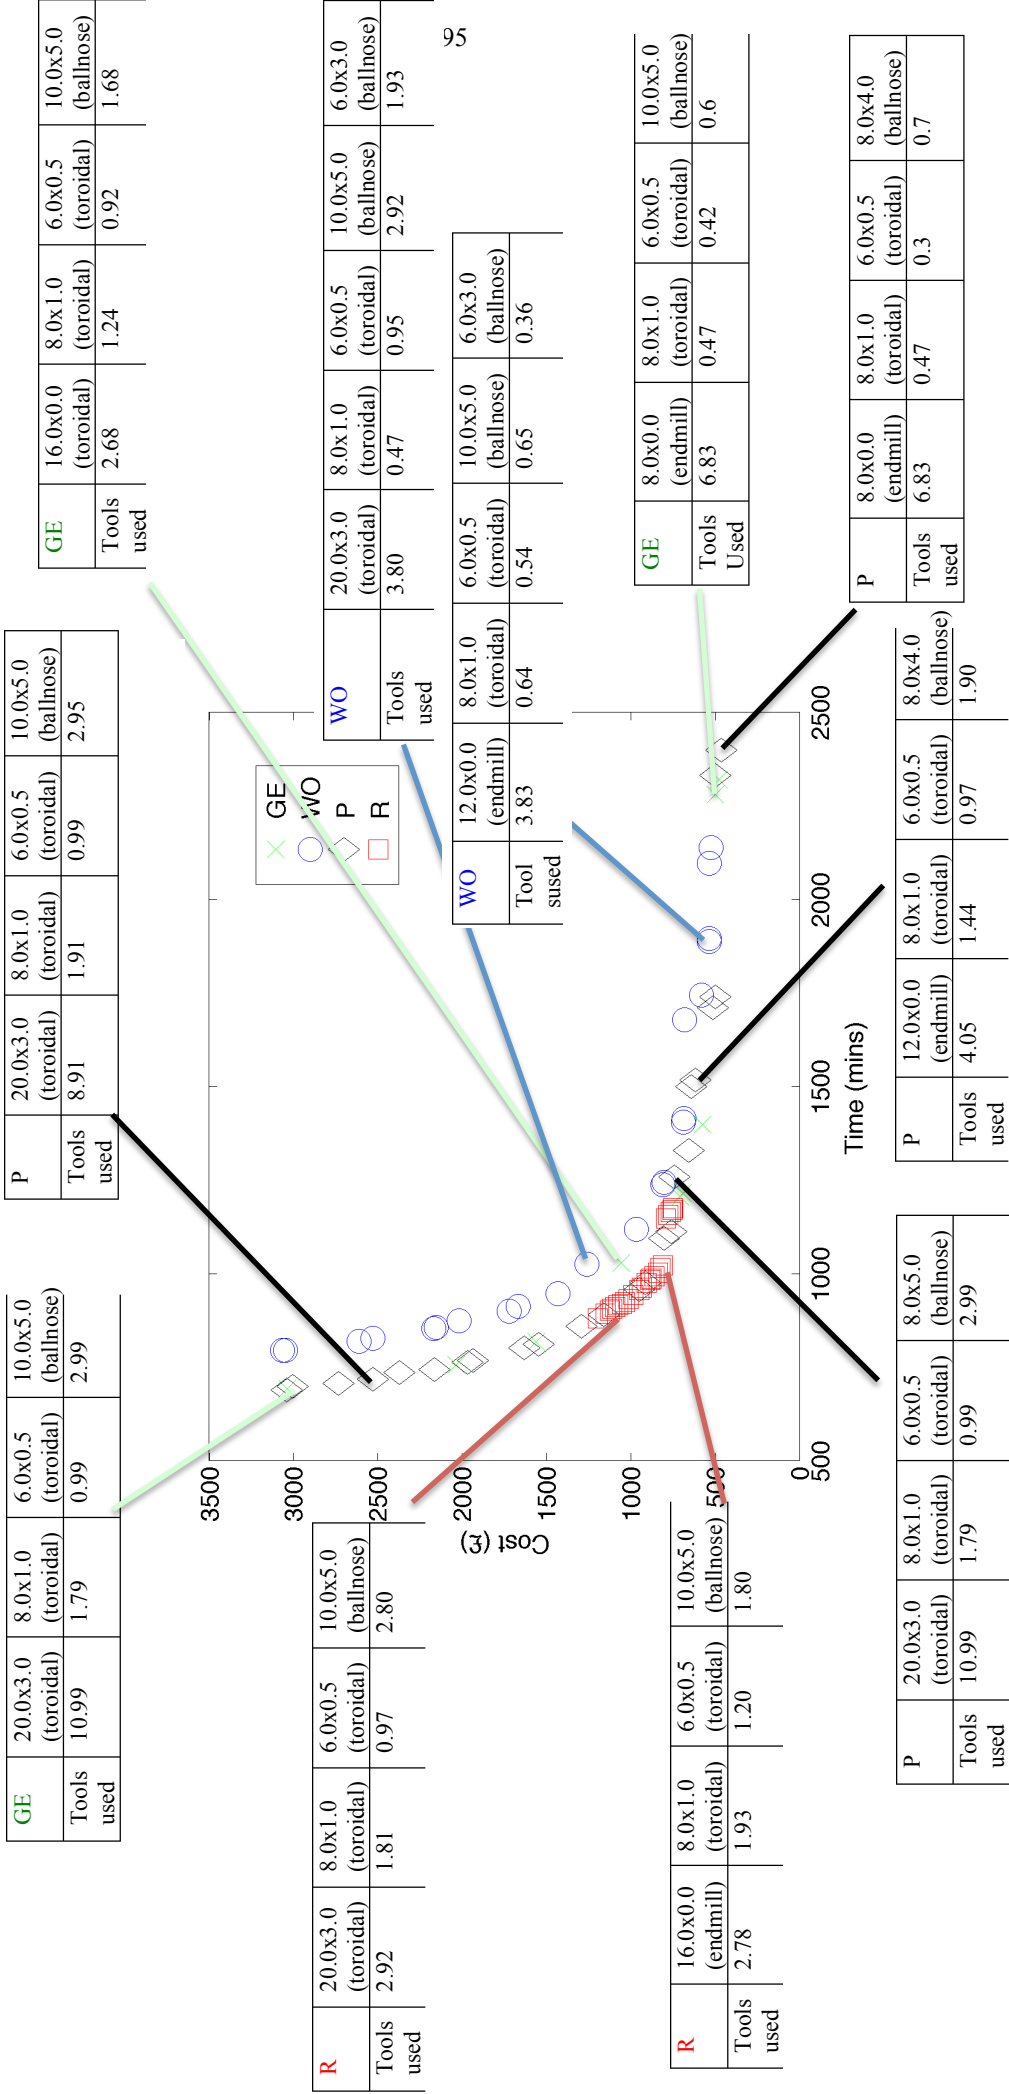 GE
20.0x3.0
(toroidal)
8.0x1.0
(toroidal)
6.0x0.5
(toroidal)
10.0x5.0
(ballnose)
Tools
used
10.99
1.79
0.99
2.99
P
20.0x3.0
(toroidal)
8.0x1.0
(toroidal)
6.0x0.5
(toroidal)
10.0x5.0
(ballnose)
Tools
used
8.91
1.91
0.99
2.95
GE
16.0x0.0
(toroidal)
8.0x1.0
(toroidal)
6.0x0.5
(toroidal)
10.0x5.0
(ballnose)
Tools
used
2.68
1.24
0.92
1.68
R
20.0x3.0
(toroidal)
8.0x1.0
(toroidal)
6.0x0.5
(toroidal)
10.0x5.0
(ballnose)
Tools
used
2.92
1.81
0.97
2.80
WO
20.0x3.0
(toroidal)
8.0x1.0
(toroidal)
6.0x0.5
(toroidal)
10.0x5.0
(ballnose)
6.0x3.0
(ballnose)
Tools
used
3.80
0.47
0.95
2.92
1.93
95
WO
12.0x0.0
(endmill)
8.0x1.0
(toroidal)
6.0x0.5
(toroidal)
10.0x5.0
(ballnose)
6.0x3.0
(ballnose)
Tool
sused
3.83
0.64
0.54
0.65
0.36
GE
WO
P
R
3500
3000
2500
2000
1500
1000
500
0
Cost (£)
500
1000
1500
2000
2500
Time (mins)
R
16.0x0.0
(endmill)
8.0x1.0
(toroidal)
6.0x0.5
(toroidal)
10.0x5.0
(ballnose)
Tools
used
2.78
1.93
1.20
1.80
GE
8.0x0.0
(endmill)
8.0x1.0
(toroidal)
6.0x0.5
(toroidal)
10.0x5.0
(ballnose)
Tools
Used
6.83
0.47
0.42
0.6
P
8.0x0.0
(endmill)
8.0x1.0
(toroidal)
6.0x0.5
(toroidal)
8.0x4.0
(ballnose)
Tools
used
6.83
0.47
0.3
0.7
P
20.0x3.0
(toroidal)
8.0x1.0
(toroidal)
6.0x0.5
(toroidal)
8.0x5.0
(ballnose)
Tools
used
10.99
1.79
0.99
2.99
P
12.0x0.0
(endmill)
8.0x1.0
(toroidal)
6.0x0.5
(toroidal)
8.0x4.0
(ballnose)
Tools
used
4.05
1.44
0.97
1.90